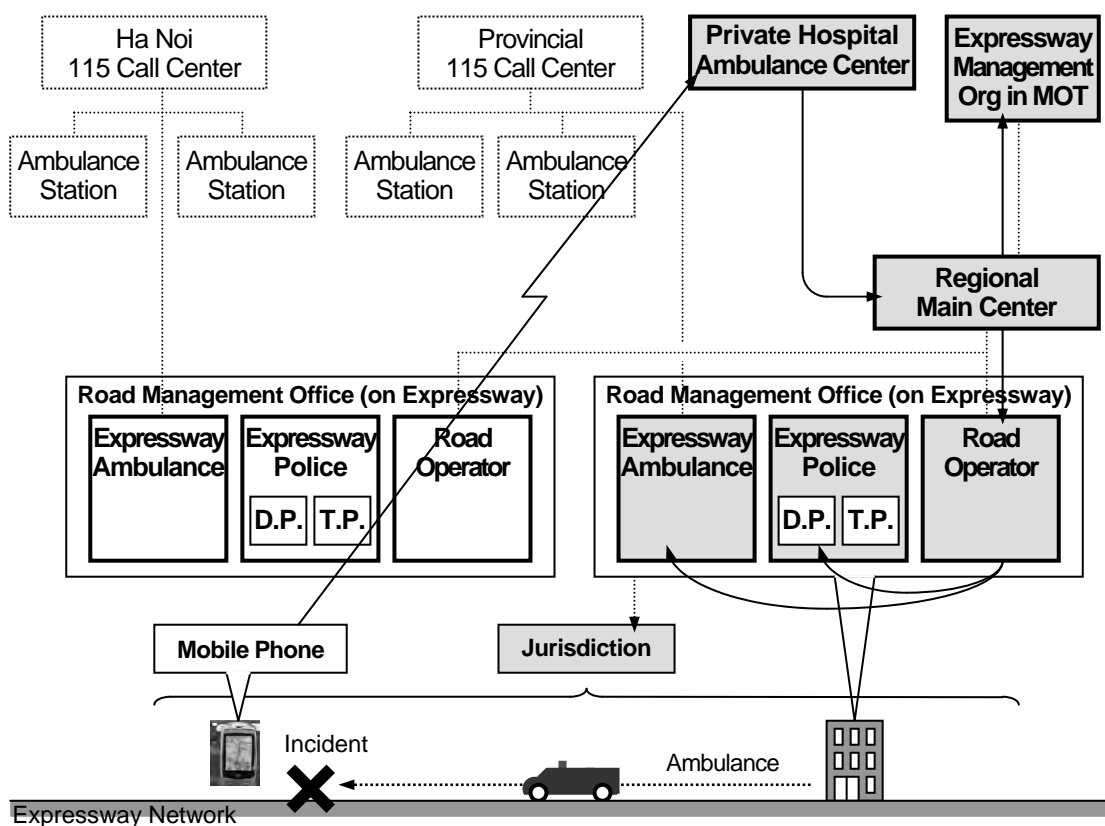 Ha Noi
115 Call Center
Provincial
115 Call Center
Private Hospital
Ambulance Center
Expressway
Management
Org in MOT
Ambulance
Station
Ambulance
Station
Ambulance
Station
Ambulance
Station
Regional
Main Center
Road Management Office (on Expressway)
Expressway
Ambulance
Expressway
Police
D.P.
T.P.
Road
Operator
Road Management Office (on Expressway)
Expressway
Ambulance
Expressway
Police
D.P.
T.P.
Road
Operator
Mobile Phone
Jurisdiction
Incident
Ambulance
Expressway Network